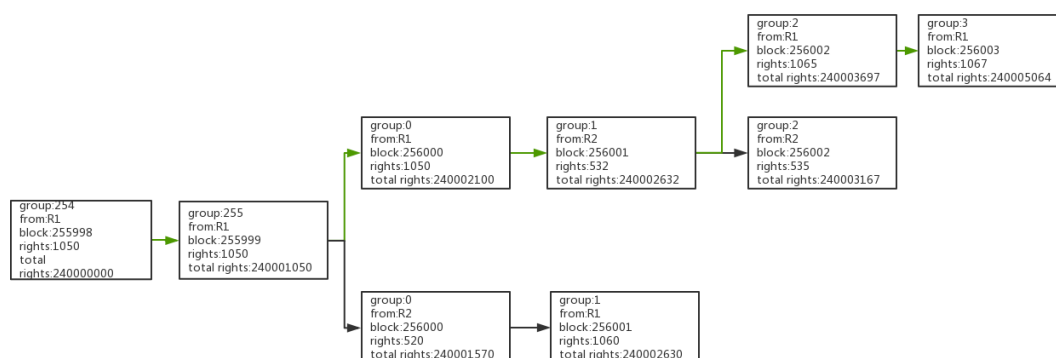 group:2
from:R1
block:256002
rights:1065
total rights:240003697
group:3
from:R1
block:256003
rights:1067
total rights:240005064
group:0
from:R1
block:256000
rights:1050
total rights:240002100
group:1
from:R2
block:256001
rights:532
total rights:240002632
group:2
from:R2
block:256002
rights:535
total rights:240003167
group:254
from:R1
block:255998
rights:1050
total
rights:240000000
group:255
from:R1
block:255999
rights:1050
total rights:240001050
group:0
from:R2
block:256000
rights:520
total rights:240001570
group:1
from:R1
block:256001
rights:1060
total rights:240002630